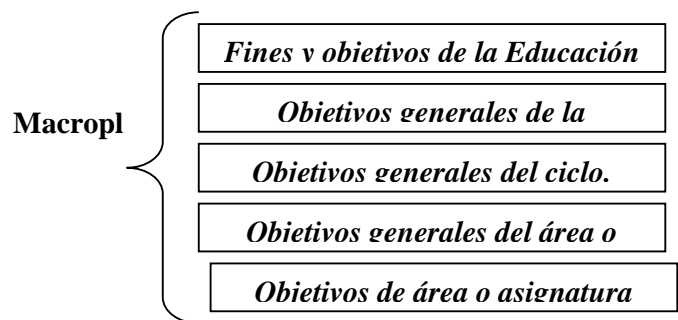 Fines y objetivos de la Educación
Objetivos generales de la
Macropl
Objetivos generales del ciclo.
Objetivos generales del área o
Objetivos de área o asignatura